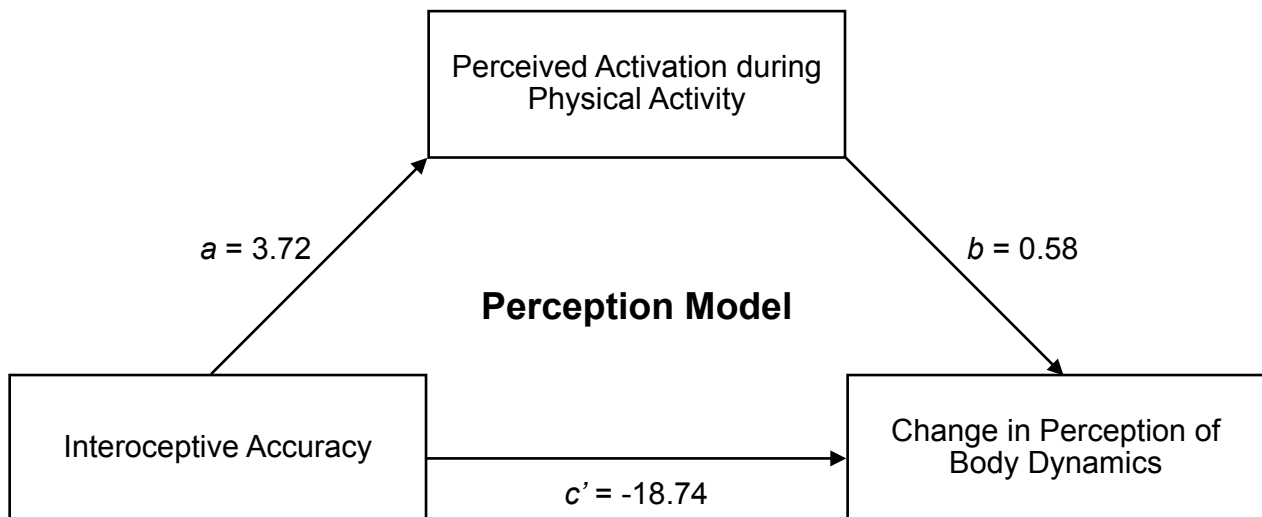 Perceived Activation during
Physical Activity
a = 3.72
b = 0.58
Perception Model
Interoceptive Accuracy
Change in Perception of
Body Dynamics
c’ = -18.74